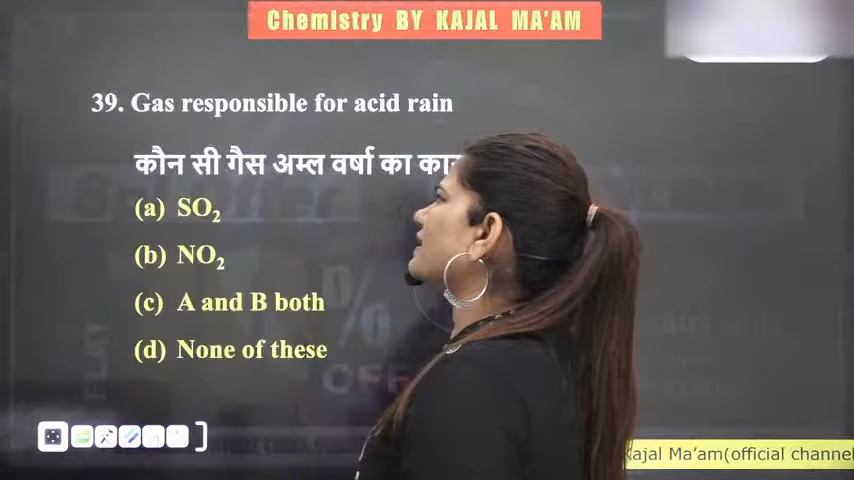 Chemistry BY KAJAL MA'AM
39. Gas responsible for acid rain
कौन सी गैस अम्ल वर्षा का
(a) SO₂
(b) NO₂
(c) A and B both
(d) None of these
Kajal Ma'am(official channel